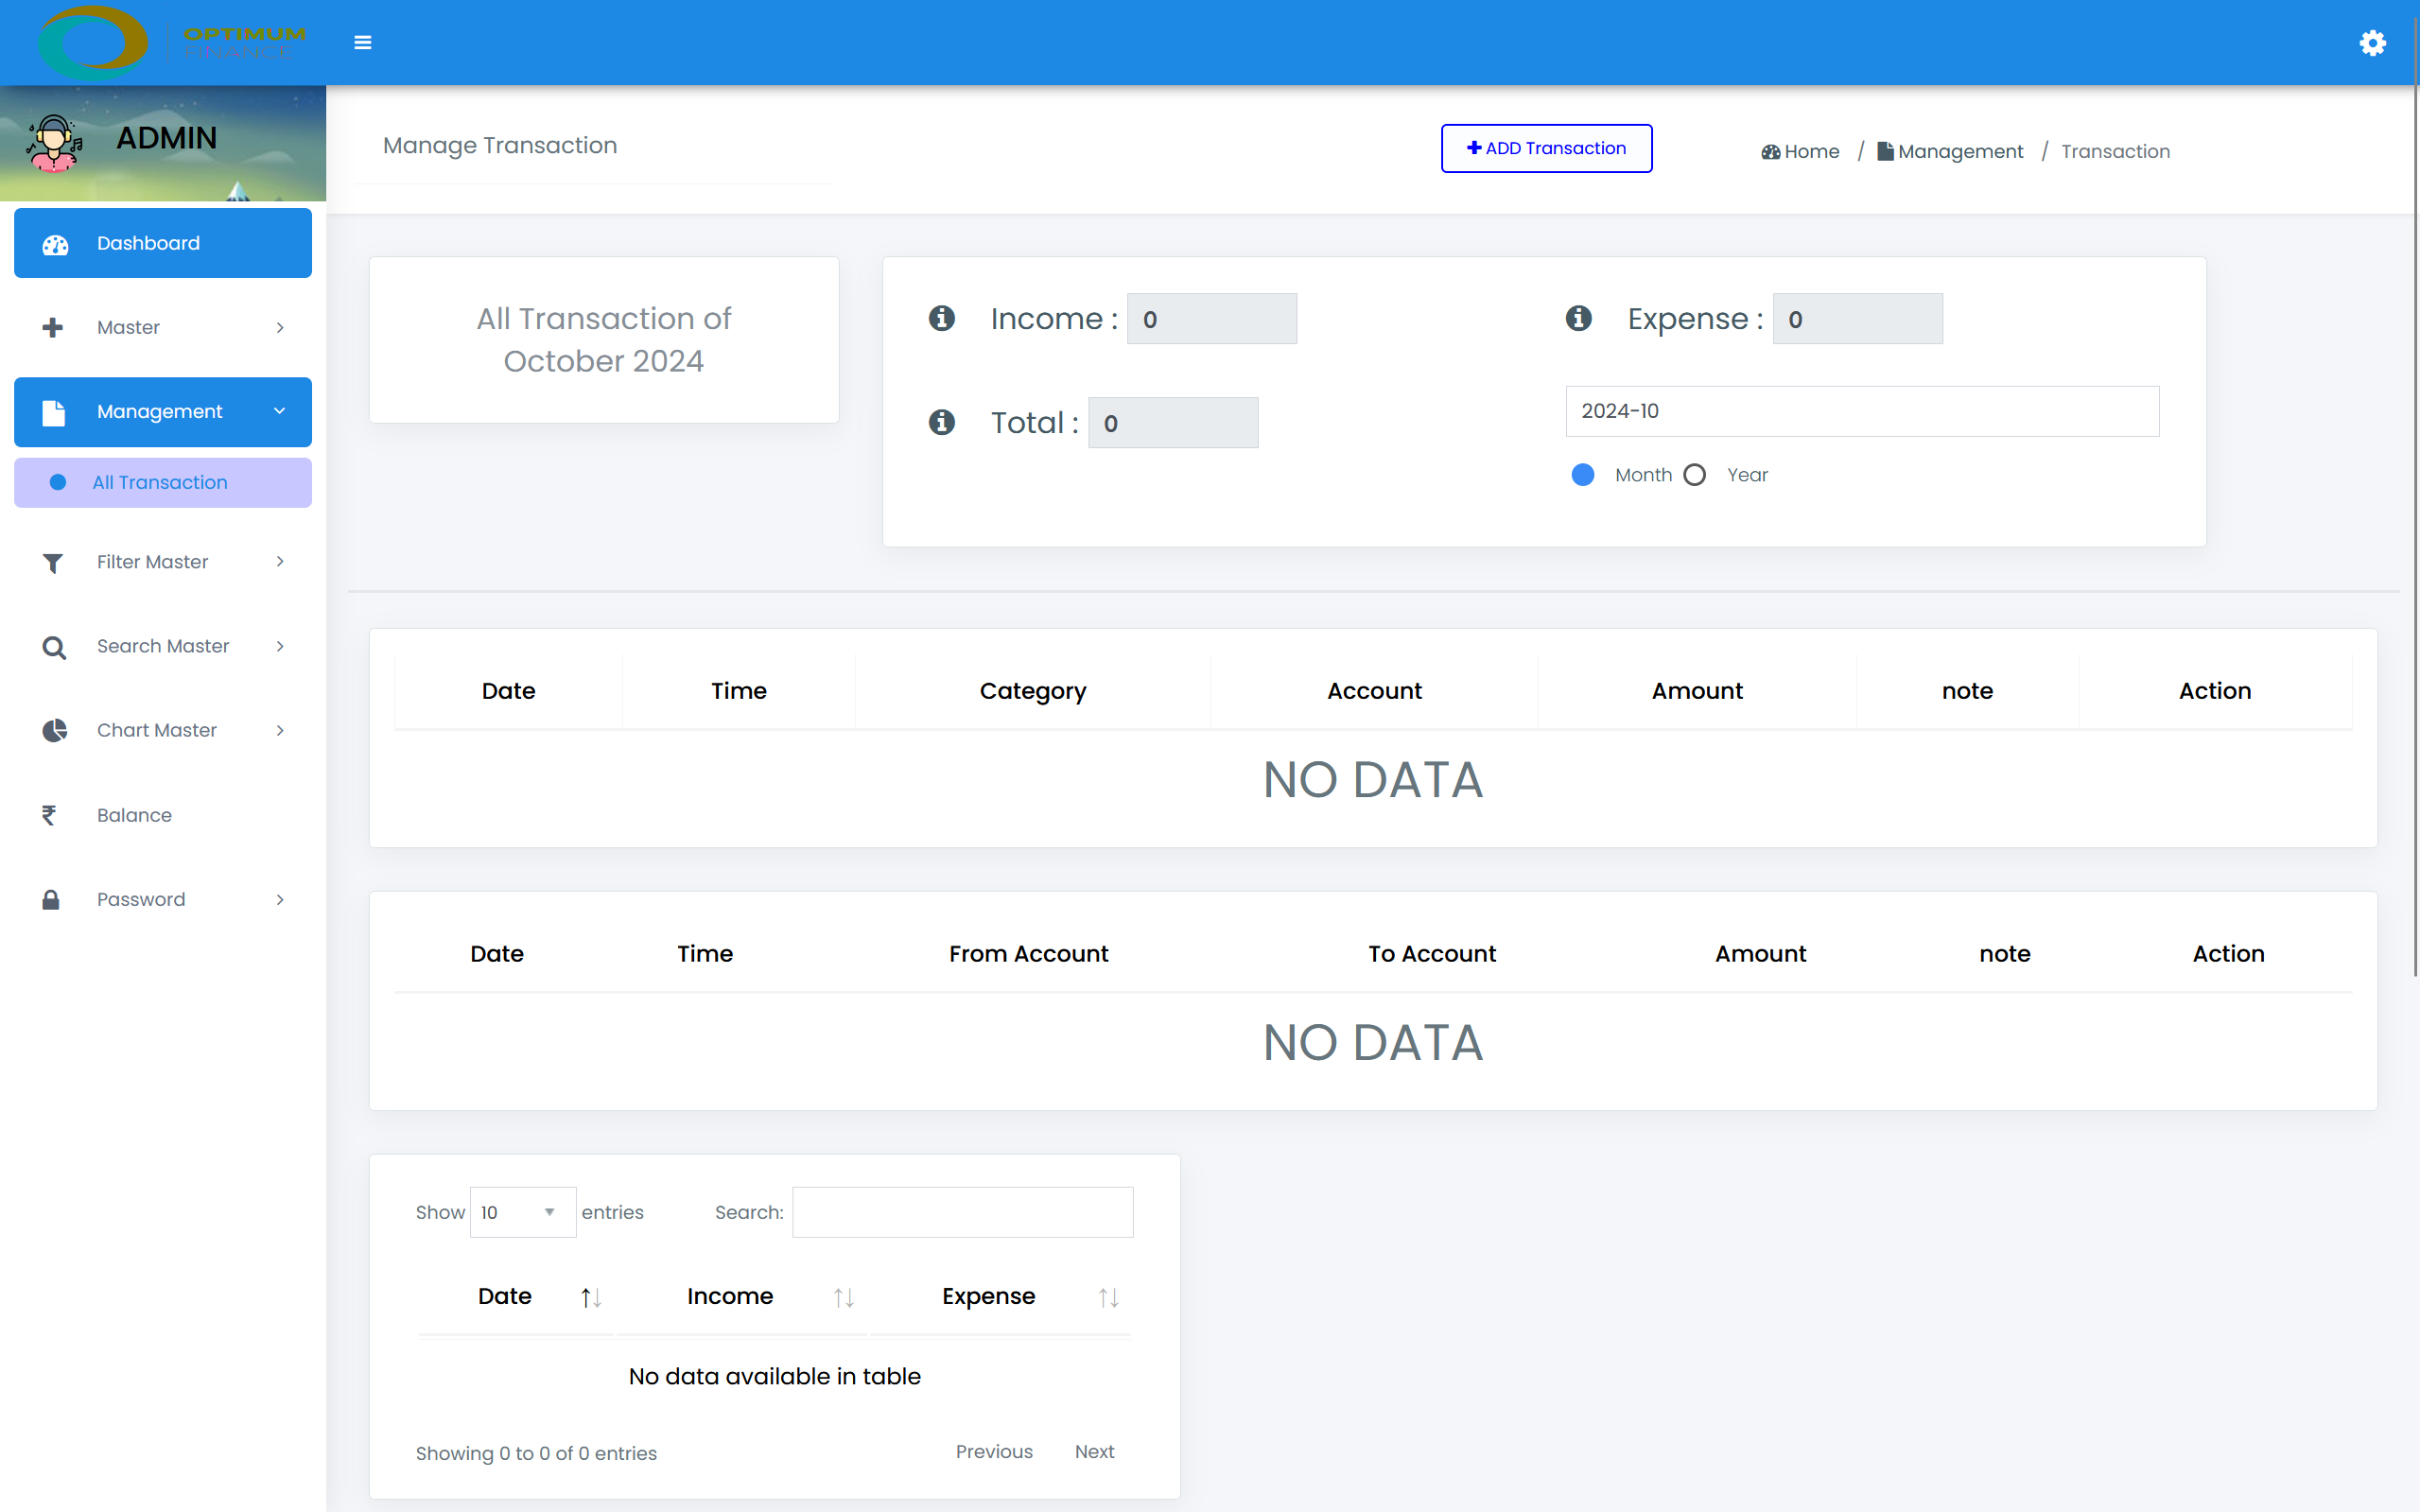 OPTIMUM
FINANCE
ADMIN
Manage Transaction
ADD Transaction
Home / Management / Transaction
Dashboard
Master
Management
All Transaction
Filter Master
Search Master
Chart Master
Balance
Password
All Transaction of
October 2024
Income : 0
Expense : 0
Total : 0
2024-10
Month Year
Date Time Category Account Amount note Action
NO DATA
Date Time From Account To Account Amount note Action
NO DATA
Show 10 entries Search:
Date Income Expense
No data available in table
Showing 0 to 0 of 0 entries Previous Next